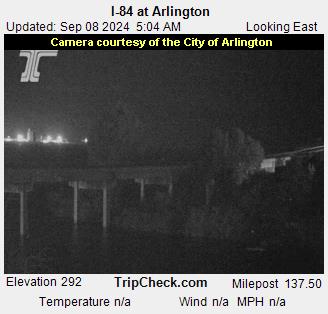 I-84 at Arlington
Updated: Sep 08 2024 5:04 AM Looking East
Camera courtesy of the City of Arlington
Elevation 292 TripCheck.com Milepost 137.50
Temperature n/a Wind n/a MPH n/a